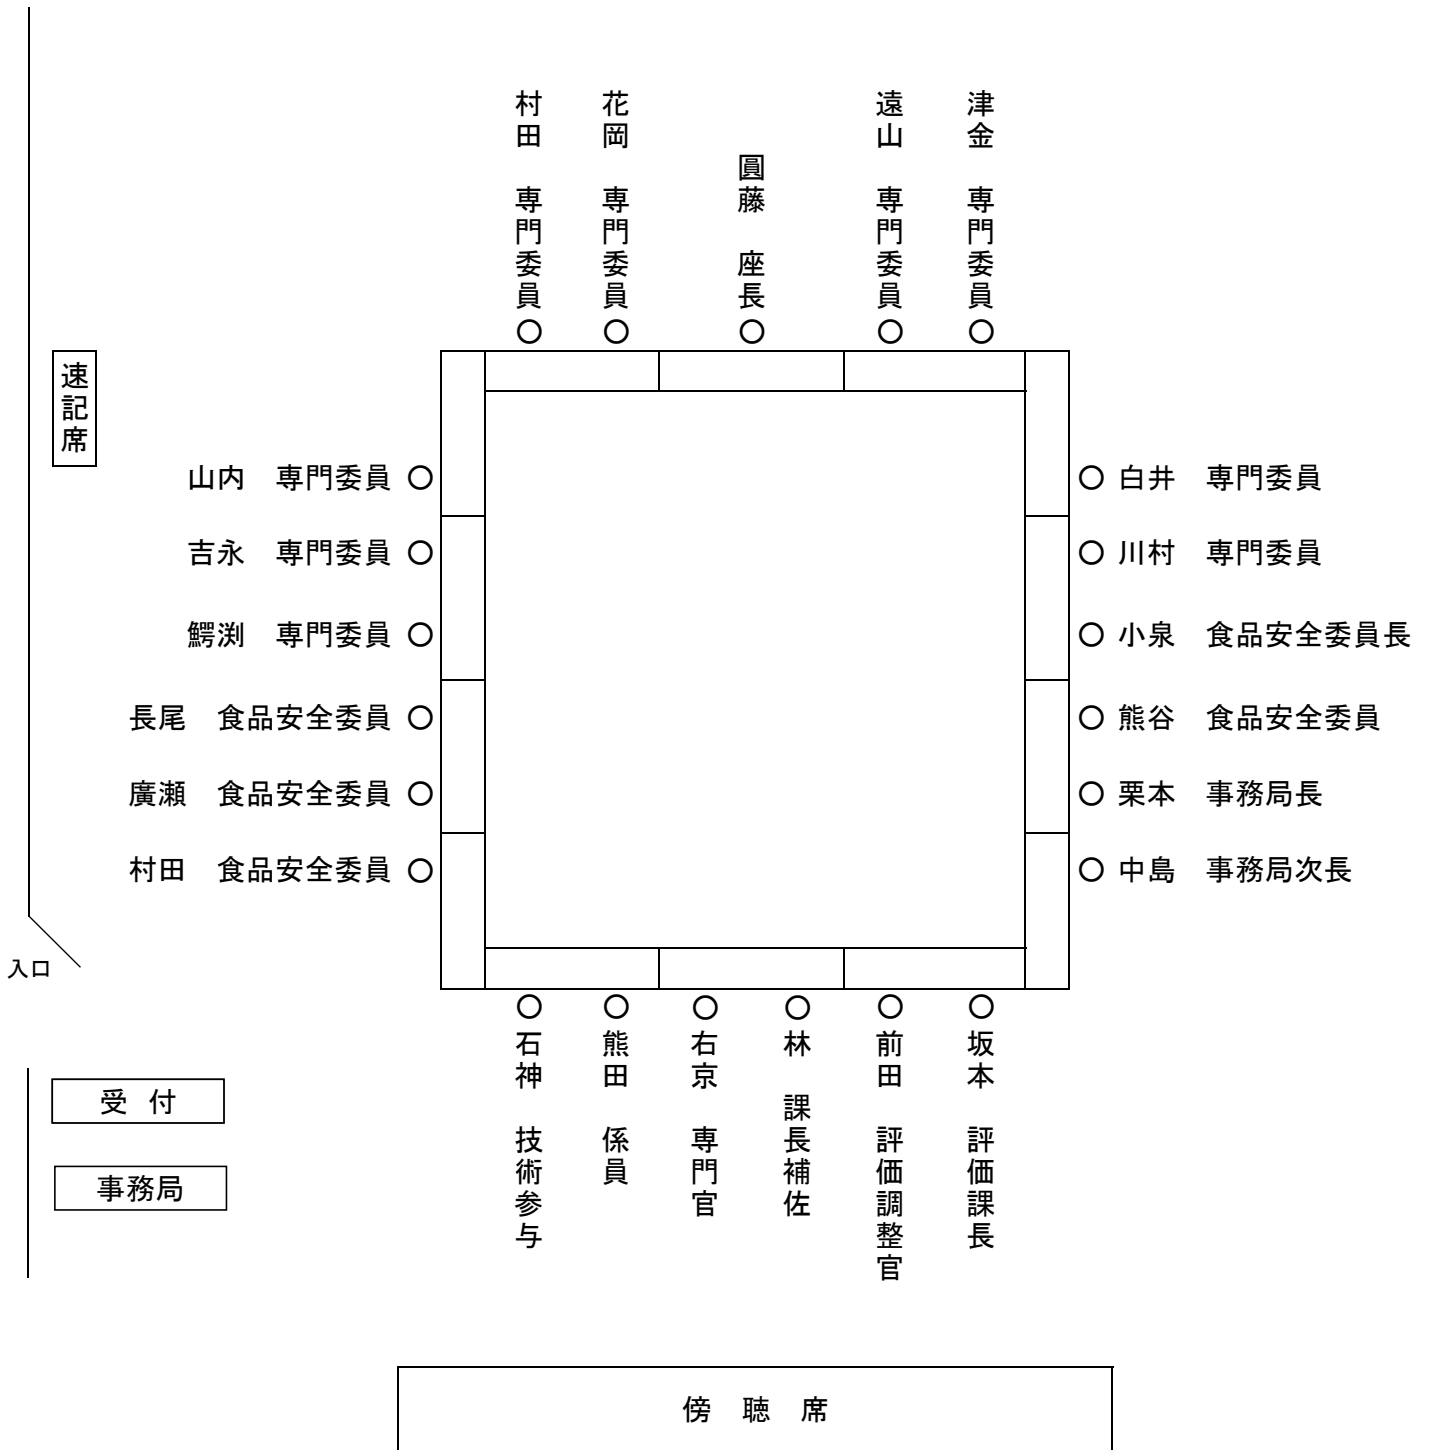 村田　専門委員
花岡　専門委員
圓藤　座長
遠山　専門委員
津金　専門委員
速記席
山内　専門委員
吉永　専門委員
鰐渕　専門委員
長尾　食品安全委員
廣瀬　食品安全委員
村田　食品安全委員
白井　専門委員
川村　専門委員
小泉　食品安全委員長
熊谷　食品安全委員
栗本　事務局長
中島　事務局次長
入口
石神　技術参与
熊田　係員
右京　専門官
林　課長補佐
前田　評価調整官
坂本　評価課長
受　付
事務局
傍　聴　席